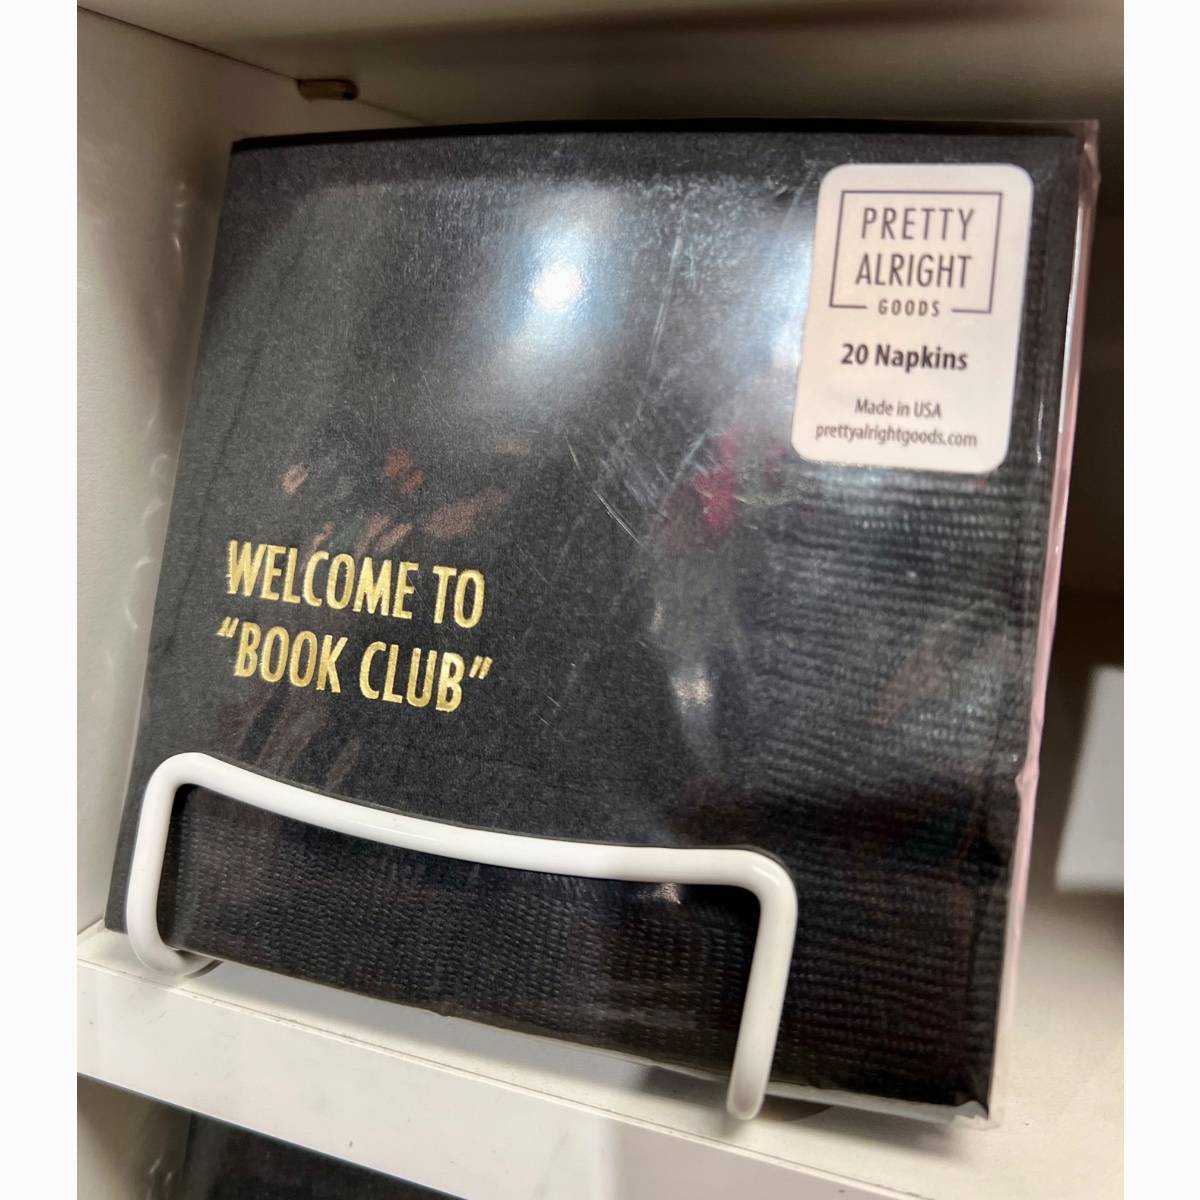 PRETTY
ALRIGHT
GOODS
20 Napkins
Made in USA
prettyalrightgoods.com
WELCOME TO
“BOOK CLUB”